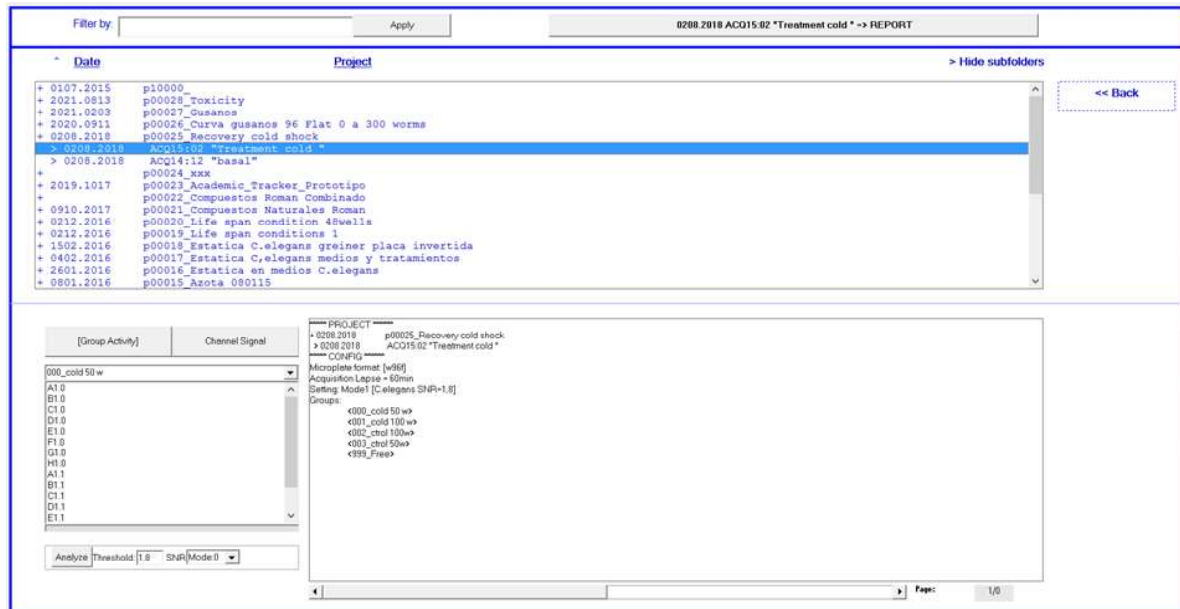 Filter by: Apply 0208.2018 ACQ15:02 "Treatment cold " -> REPORT
^ Date Project > Hide subfolders
<< Back
+ 0107.2015 p10000_
+ 2021.0813 p00028_Toxicity
+ 2021.0203 p00027_Gusanos
+ 2020.0911 p00026_Curva gusanos 96 Flat 0 a 300 worms
+ 0208.2018 p00025_Recovery cold shock
> 0208.2018 ACQ15:02 "Treatment cold "
> 0208.2018 ACQ14:12 "basal"
+ p00024_xxx
+ 2019.1017 p00023_Academic_Tracker_Prototipo
+ p00022_Compuestos Roman Combinado
+ 0910.2017 p00021_Compuestos Naturales Roman
+ 0212.2016 p00020_Life span condition 48wells
+ 0212.2016 p00019_Life span conditions 1
+ 1502.2016 p00018_Estatica C.elegans greiner placa invertida
+ 0402.2016 p00017_Estatica C,elegans medios y tratamientos
+ 2601.2016 p00016_Estatica en medios C.elegans
+ 0801.2016 p00015_Azota 080115
[Group Activity] Channel Signal
000_cold 50 w
A1.0
B1.0
C1.0
D1.0
E1.0
F1.0
G1.0
H1.0
A1.1
B1.1
C1.1
D1.1
E1.1
Analyze Threshold: 1.8 SNR Mode:0
***** PROJECT *****
+ 0208.2018 p00025_Recovery cold shock
> 0208.2018 ACQ15:02 "Treatment cold "
***** CONFIG *****
Microplate format: [w96f]
Acquisition Lapse = 60min
Setting: Mode1 [C.elegans SNR=1,8]
Groups:
<000_cold 50 w>
<001_cold 100 w>
<002_ctrol 100w>
<003_ctrol 50w>
<999_Free>
Page: 1/0